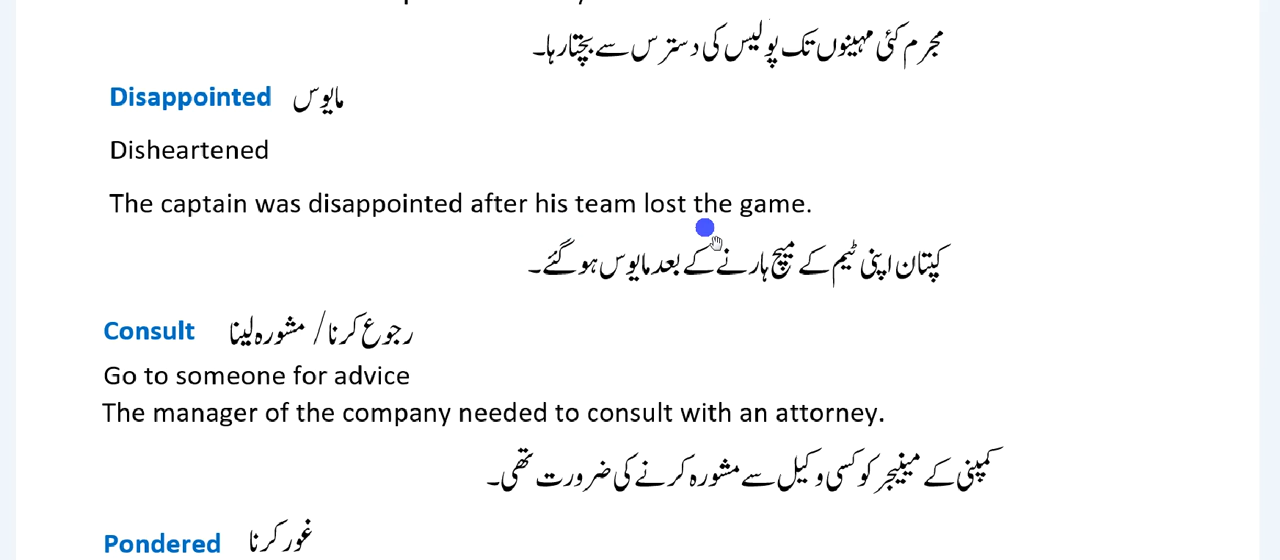 مجرم کئی مہینوں تک پولیس کی دسترس سے بچتا رہا۔
Disappointed مایوس
Disheartened
The captain was disappointed after his team lost the game.
کپتان اپنی ٹیم کے میچ ہارنے کے بعد مایوس ہو گئے۔
Consult رجوع کرنا / مشورہ لینا
Go to someone for advice
The manager of the company needed to consult with an attorney.
کمپنی کے مینیجر کو کسی وکیل سے مشورہ کرنے کی ضرورت تھی۔
Pondered غور کرنا